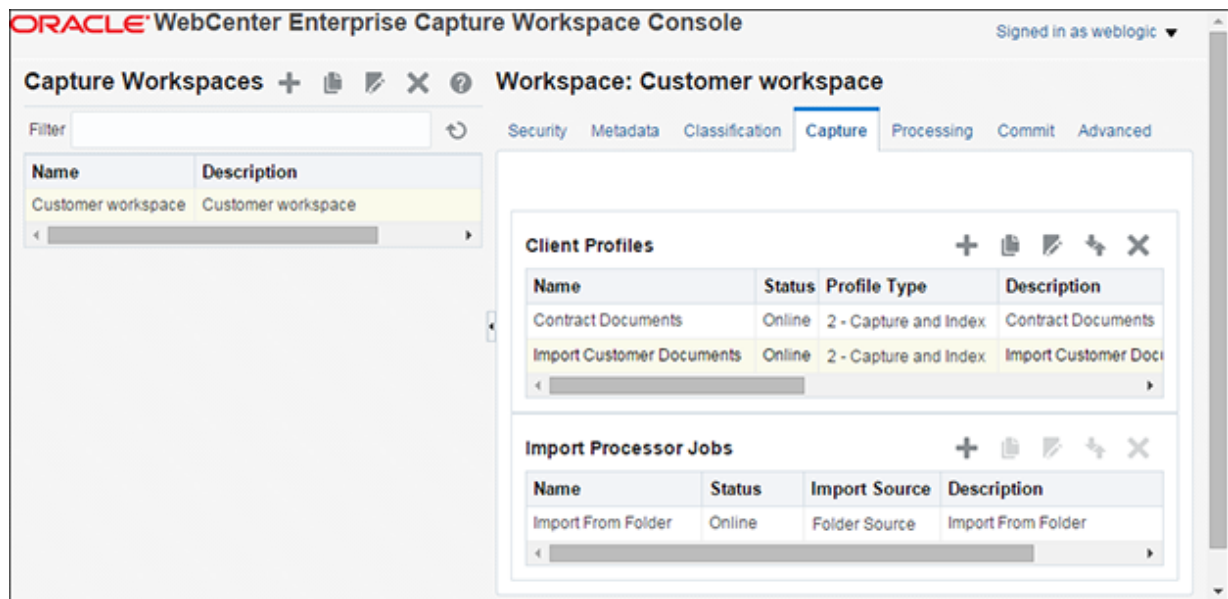 ORACLE® WebCenter Enterprise Capture Workspace Console
Signed in as weblogic
Capture Workspaces
Filter
Name Description
Customer workspace Customer workspace
Workspace: Customer workspace
Security Metadata Classification Capture Processing Commit Advanced
Client Profiles
Name Status Profile Type Description
Contract Documents Online 2 - Capture and Index Contract Documents
Import Customer Documents Online 2 - Capture and Index Import Customer Docu
Import Processor Jobs
Name Status Import Source Description
Import From Folder Online Folder Source Import From Folder